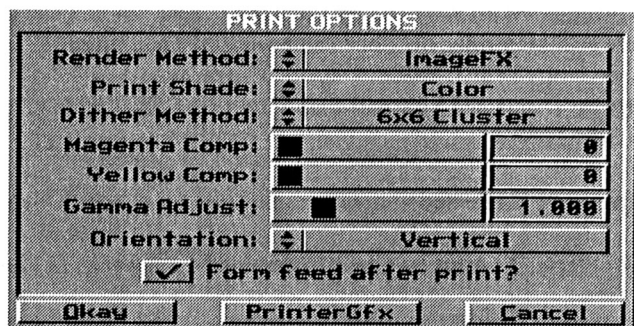 PRINT OPTIONS
Render Method: ImageFX
Print Shade: Color
Dither Method: 6x6 Cluster
Magenta Comp: 0
Yellow Comp: 0
Gamma Adjust: 1.000
Orientation: Vertical
Form feed after print?
Okay PrinterGfx Cancel